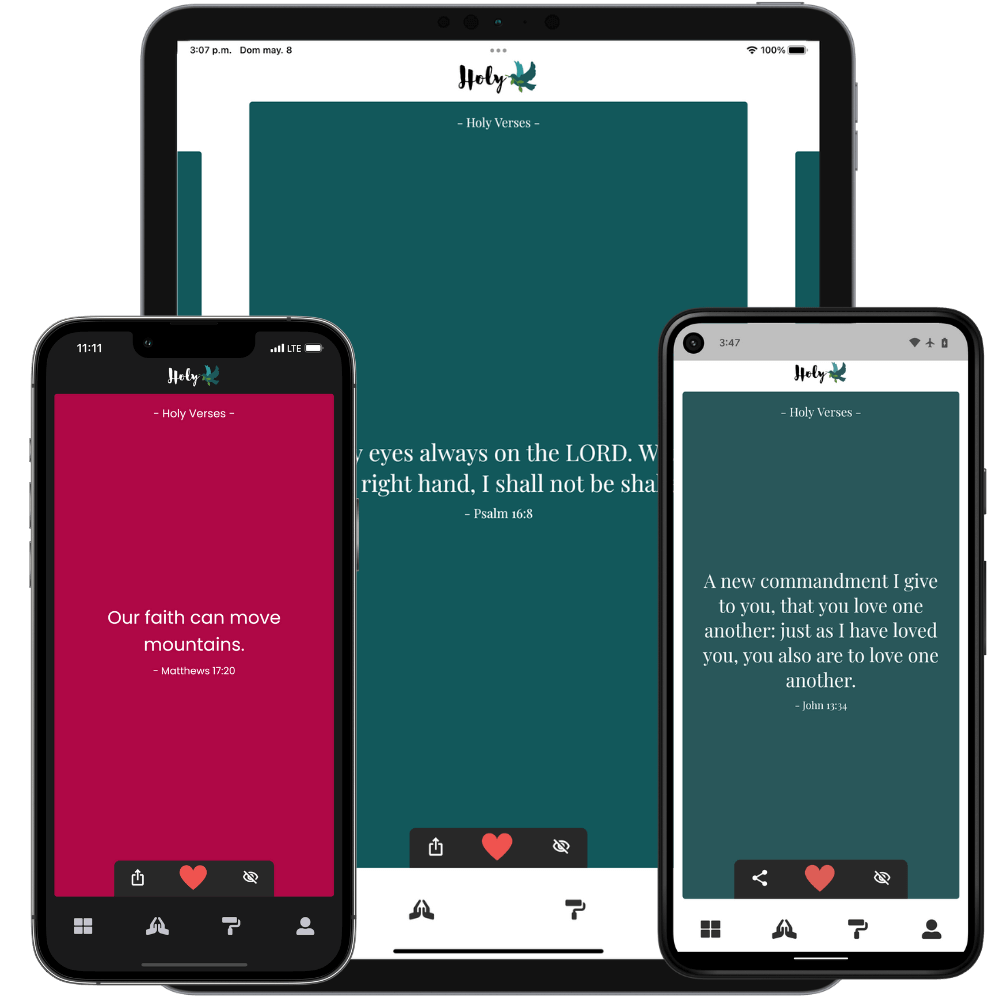 3:07 p.m. Dom may. 8
100%
Holy
- Holy Verses -
eyes always on the LORD. W
right hand, I shall not be
- Psalm 16:8
11:11
LTE
Holy
- Holy Verses -
Our faith can move
mountains.
- Matthews 17:20
3:47
Holy
- Holy Verses -
A new commandment I give
to you, that you love one
another: just as I have loved
you, you also are to love one
another.
- John 13:34